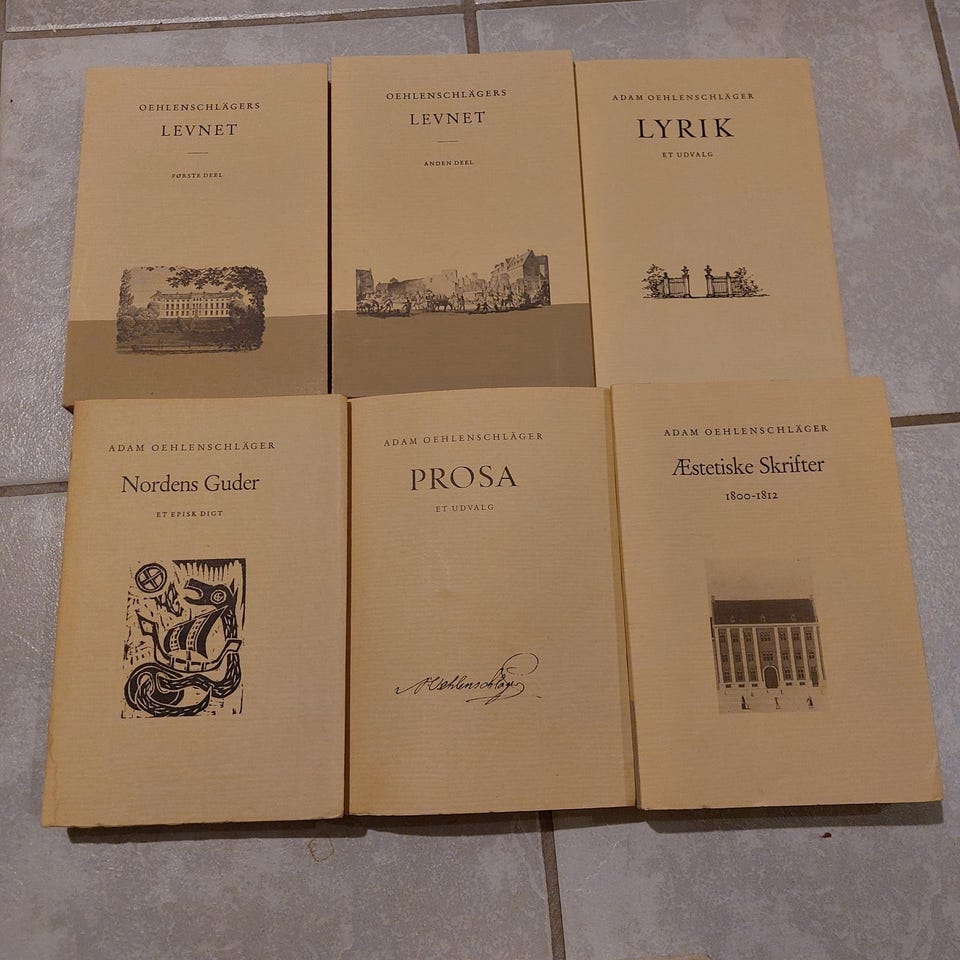 OEHLENSCHLÄGERS
LEVNET
FØRSTE DEEL
OEHLENSCHLÄGERS
LEVNET
ANDEN DEEL
ADAM OEHLENSCHLÄGER
LYRIK
ET UDVALG
ADAM OEHLENSCHLÄGER
Nordens Guder
ET EPISK DIGT
ADAM OEHLENSCHLÄGER
PROSA
ET UDVALG
A Oehlenschläger
ADAM OEHLENSCHLÄGER
Æstetiske Skrifter
1800-1812